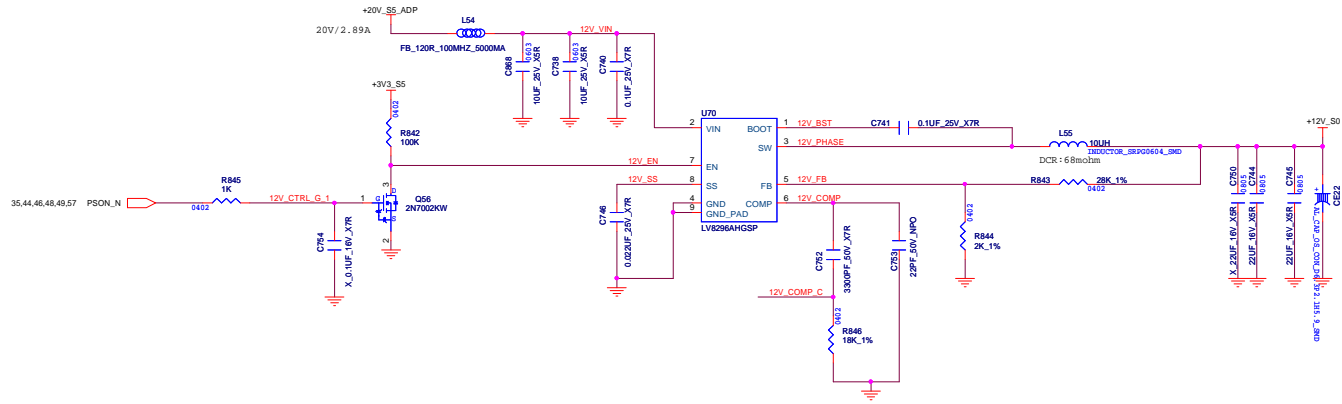 +20V_S5_ADP
20V/2.89A
L54
FB_120R_100MHZ_5000MA
12V_VIN
C868
10UF_25V_X5R
0603
C738
10UF_25V_X5R
0603
C740
0.1UF_25V_X7R
+3V3_S5
0402
R842
100K
12V_EN
35,44,46,48,49,57
PSON_N
R845
1K
0402
12V_CTRL_G_1
1
3
D
G
S
2
Q56
2N7002KW
C754
X_0.1UF_16V_X7R
12V_SS
C746
0.022UF_25V_X7R
U70
2
VIN
7
EN
8
SS
4
GND
9
GND_PAD
BOOT
1
SW
3
FB
5
COMP
6
LV8296AHGSP
12V_BST
C741
0.1UF_25V_X7R
12V_PHASE
L55
10UH
INDUCTOR_SRPG0604_SMD
DCR:68mohm
12V_FB
R843
28K_1%
0402
12V_COMP
0402
R844
2K_1%
C752
3300PF_50V_X7R
C753
22PF_50V_NPO
12V_COMP_C
0402
R846
18K_1%
+12V_S0
C750
0805
X_22UF_16V_X5R
C744
0805
22UF_16V_X5R
C745
0805
22UF_16V_X5R
+
CE22